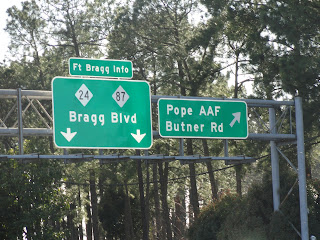 Ft Bragg Info
24 87
Bragg Blvd
Pope AAF
Butner Rd